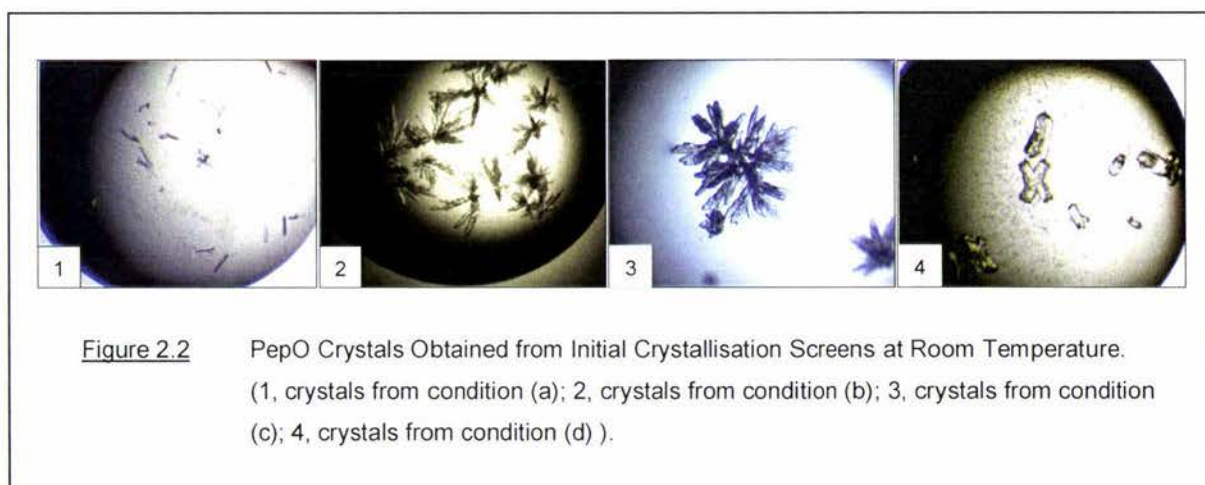 1
2
3
4
Figure 2.2 PepO Crystals Obtained from Initial Crystallisation Screens at Room Temperature.
(1, crystals from condition (a); 2, crystals from condition (b); 3, crystals from condition
(c); 4, crystals from condition (d) ).